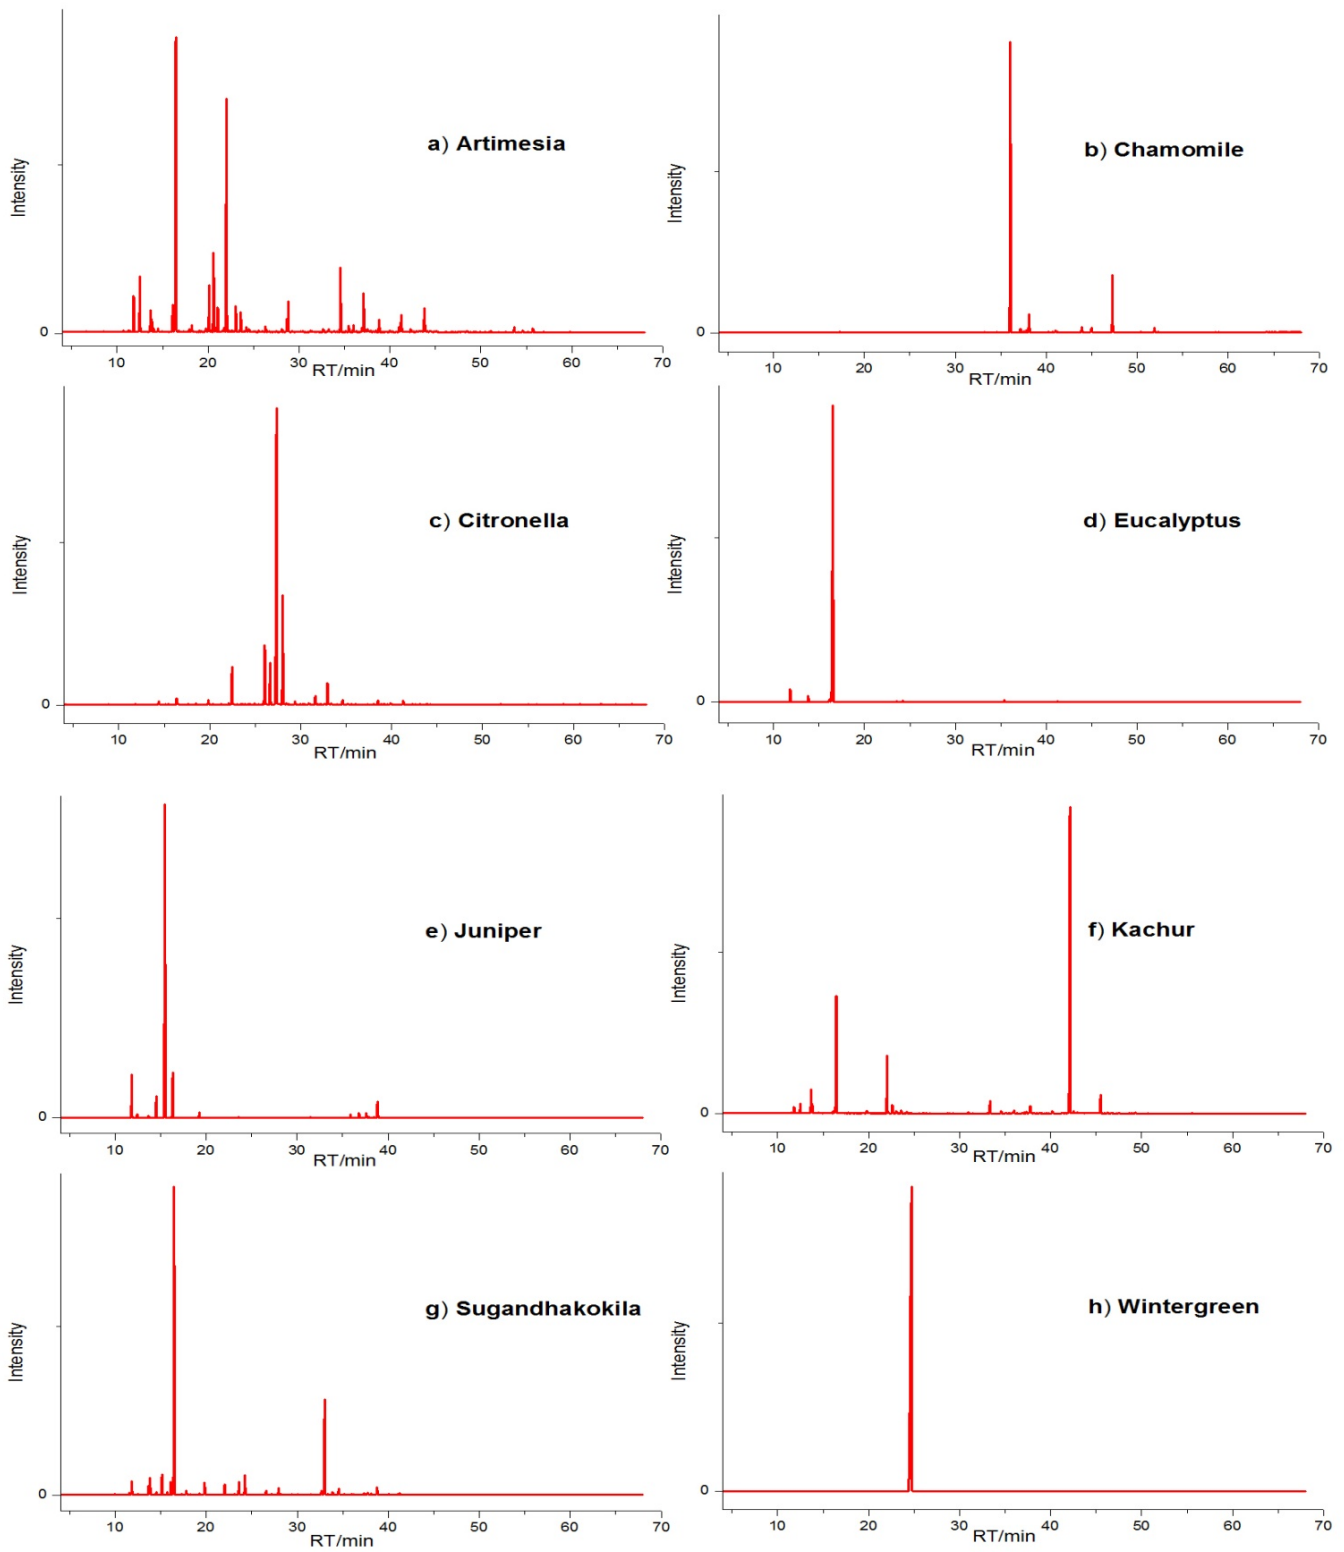 a) Artimesia
Intensity
0
10 20 30 40 50 60 70
RT/min
b) Chamomile
Intensity
0
10 20 30 40 50 60 70
RT/min
c) Citronella
Intensity
0
10 20 30 40 50 60 70
RT/min
d) Eucalyptus
Intensity
0
10 20 30 40 50 60 70
RT/min
e) Juniper
Intensity
0
10 20 30 40 50 60 70
RT/min
f) Kachur
Intensity
0
10 20 30 40 50 60 70
RT/min
g) Sugandhakokila
Intensity
0
10 20 30 40 50 60 70
RT/min
h) Wintergreen
Intensity
0
10 20 30 40 50 60 70
RT/min